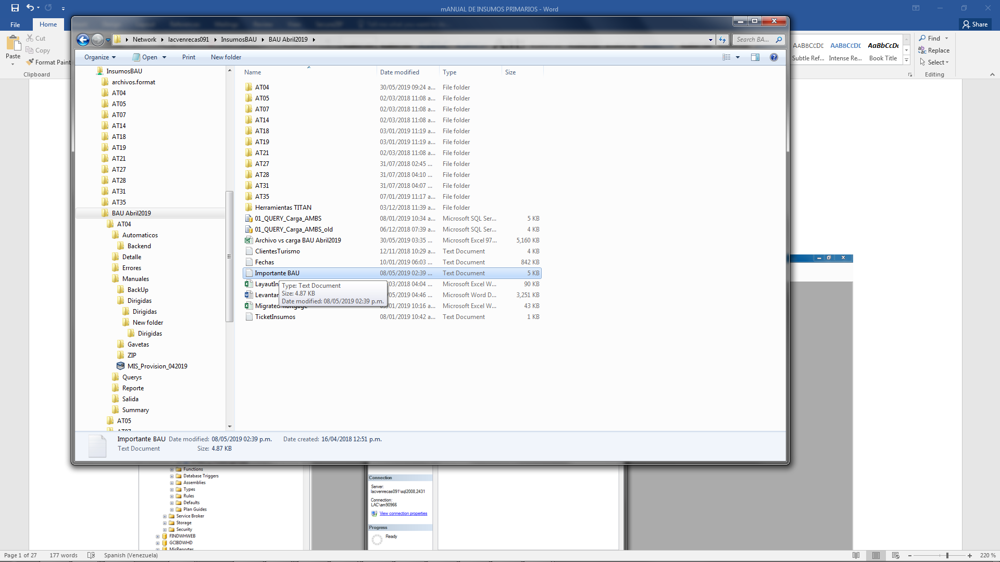 mANUAL DE INSUMOS PRIMARIOS - Word
File
Home
Share
Paste
Cut
Copy
Format Paint
Clipboard
AABBCCDE
AABBCCDE
AaBbCcDc
Subtle Ref...
Intense Re...
Book Title
Find
Replace
Select
Editing
Network
lacvenrecas091
InsumosBAU
BAU Abril2019
Search BA...
Organize
Open
Print
New folder
InsumosBAU
archivos.format
AT04
AT05
AT07
AT14
AT18
AT19
AT21
AT27
AT28
AT31
AT35
BAU Abril2019
AT04
Automaticos
Backend
Detalle
Errores
Manuales
BackUp
Dirigidas
Dirigidas
New folder
Dirigidas
Gavetas
ZIP
MIS_Provision_042019
Querys
Reporte
Salida
Summary
AT05
Name Date modified Type Size
AT04 30/05/2019 09:24 a... File folder
AT05 02/03/2018 11:08 a... File folder
AT07 02/03/2018 11:08 a... File folder
AT14 02/03/2018 11:08 a... File folder
AT18 03/01/2019 11:19 a... File folder
AT19 03/01/2019 11:19 a... File folder
AT21 02/03/2018 11:08 a... File folder
AT27 31/07/2018 02:45 ... File folder
AT28 31/07/2018 04:10 ... File folder
AT31 31/07/2018 04:07 ... File folder
AT35 07/01/2019 11:17 a... File folder
Herramientas TITAN 03/12/2018 11:39 a... File folder
01_QUERY_Carga_AMBS 08/01/2019 10:34 a... Microsoft SQL Ser... 5 KB
01_QUERY_Carga_AMBS_old 06/12/2018 07:39 a... Microsoft SQL Ser... 4 KB
Archivo vs carga BAU Abril2019 30/05/2019 03:35 ... Microsoft Excel 97... 5,160 KB
ClientesTurismo 12/11/2018 10:29 a... Text Document 4 KB
Fechas 10/01/2019 06:03 ... Text Document 842 KB
Importante BAU 08/05/2019 02:39 ... Text Document 5 KB
LayautIn /03/2018 04:04 ... Microsoft Excel W... 90 KB
Levantar /05/2019 04:46 ... Microsoft Word D... 3,251 KB
MigratedMortgage /01/2019 10:16 a... Microsoft Excel W... 43 KB
TicketInsumos 08/01/2019 10:42 a... Text Document 1 KB
Type: Text Document
Size: 4.87 KB
Date modified: 08/05/2019 02:39 p.m.
Importante BAU Date modified: 08/05/2019 02:39 p.m. Date created: 16/04/2018 12:51 p.m.
Text Document Size: 4.87 KB
Functions
Database Triggers
Assemblies
Types
Rules
Defaults
Plan Guides
Service Broker
Storage
Security
FINDWHWEB
GCIBDWHD
MisReportes
Connection
Server:
lacvenrecas091\sql2008,2431
Connection:
LAC\am90966
View connection properties
Progress
Ready
Page 1 of 27 177 words Spanish (Venezuela) 220 %